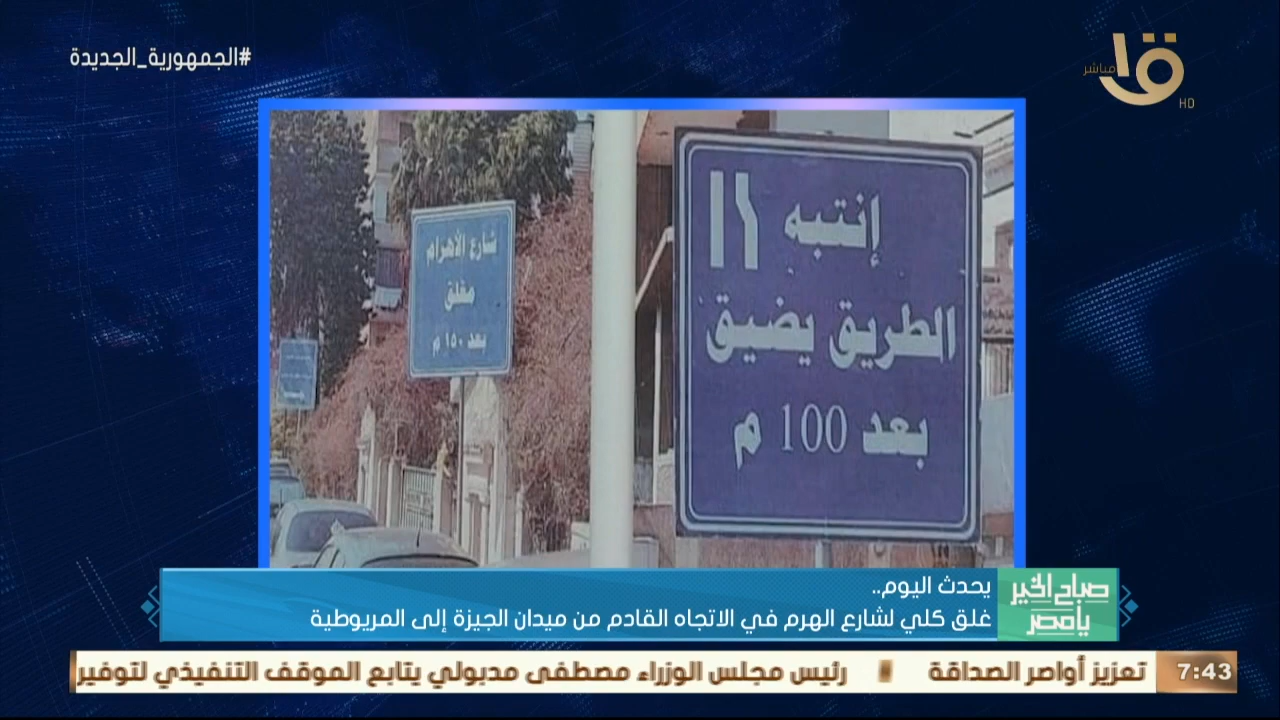 #الجمهورية_الجديدة
مباشر
HD
إنتبه
الطريق يضيق
بعد 100 م
شارع الأهرام
مغلق
بعد ١٥٠ م
صباح الخير
يا مصر
يحدث اليوم..
غلق كلي لشارع الهرم في الاتجاه القادم من ميدان الجيزة إلى المريوطية
7:43
تعزيز أواصر الصداقة
رئيس مجلس الوزراء مصطفى مدبولي يتابع الموقف التنفيذي لتوفير